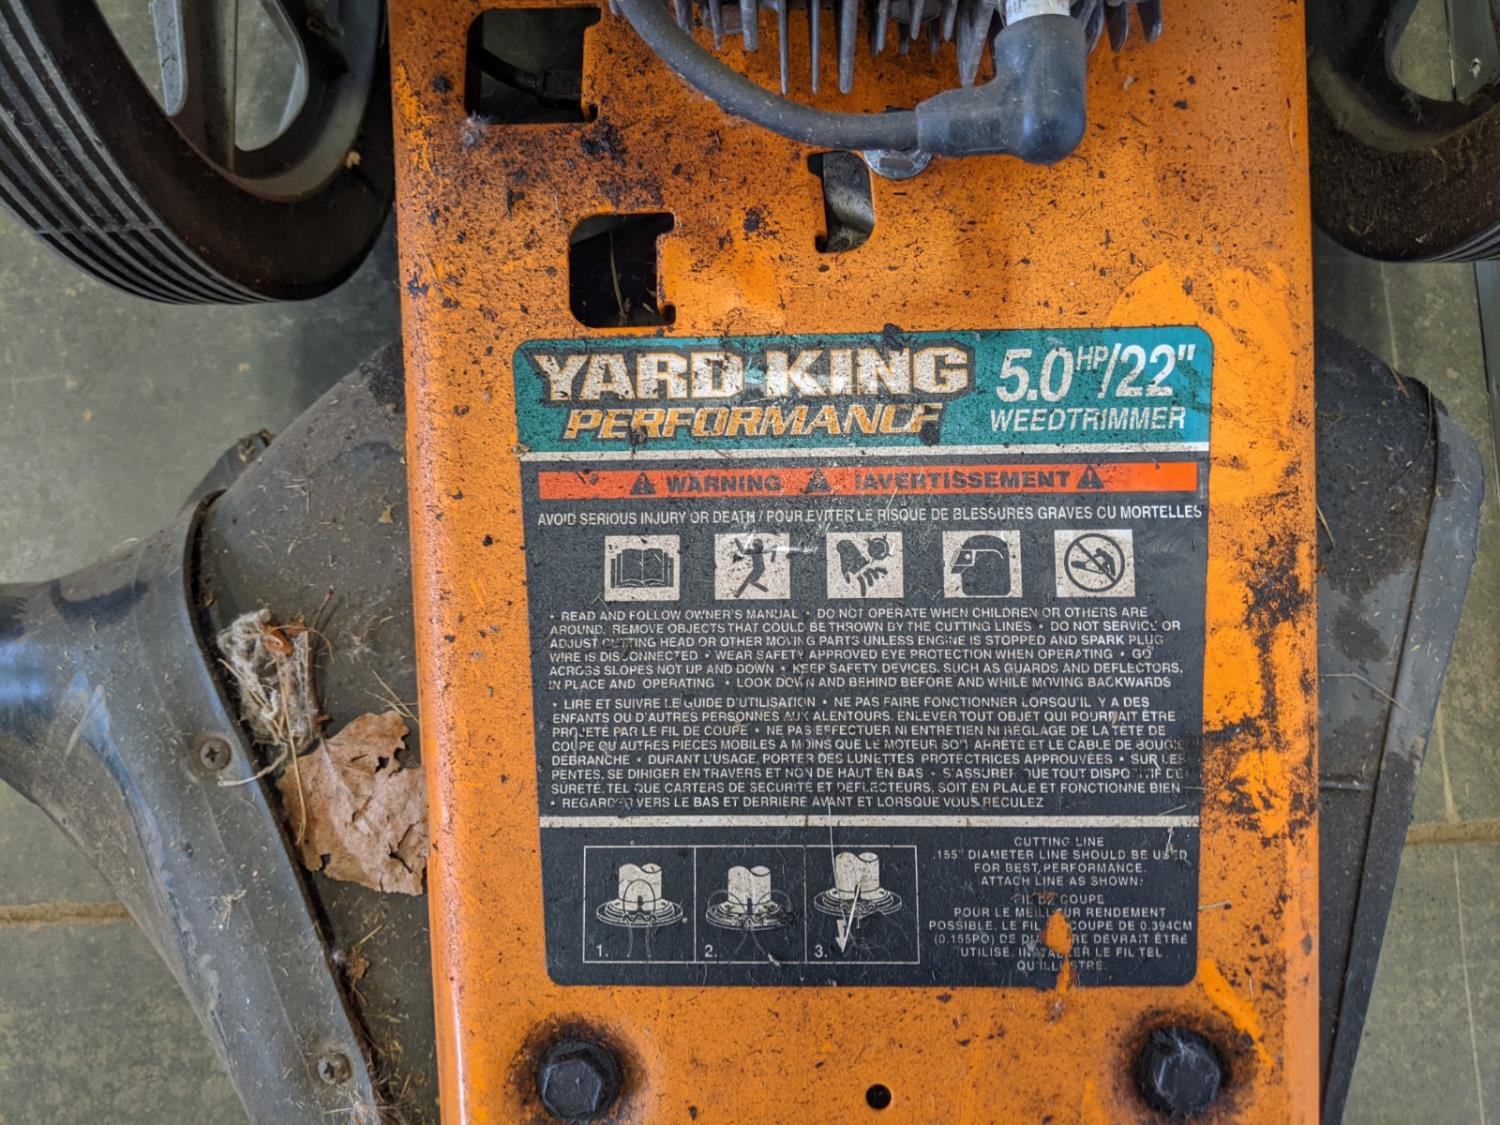 YARD KING
PERFORMANCE
5.0 HP/22"
WEEDTRIMMER
WARNING AVERTISSEMENT
AVOID SERIOUS INJURY OR DEATH / POUR EVITER LE RISQUE DE BLESSURES GRAVES OU MORTELLES
• READ AND FOLLOW OWNER'S MANUAL • DO NOT OPERATE WHEN CHILDREN OR OTHERS ARE
AROUND. REMOVE OBJECTS THAT COULD BE THROWN BY THE CUTTING LINES • DO NOT SERVICE OR
ADJUST CUTTING HEAD OR OTHER MOVING PARTS UNLESS ENGINE IS STOPPED AND SPARK PLUG
WIRE IS DISCONNECTED • WEAR SAFETY APPROVED EYE PROTECTION WHEN OPERATING • GO
ACROSS SLOPES NOT UP AND DOWN • KEEP SAFETY DEVICES, SUCH AS GUARDS AND DEFLECTORS,
IN PLACE AND OPERATING • LOOK DOWN AND BEHIND BEFORE AND WHILE MOVING BACKWARDS
• LIRE ET SUIVRE LE GUIDE D'UTILISATION • NE PAS FAIRE FONCTIONNER LORSQU'IL Y A DES
ENFANTS OU D'AUTRES PERSONNES AUX ALENTOURS. ENLEVER TOUT OBJET QUI POURRAIT ÊTRE
PROJETE PAR LE FIL DE COUPE • NE PAS EFFECTUER NI ENTRETIEN NI REGLAGE DE LA TÊTE DE
COUPE OU AUTRES PIECES MOBILES A MOINS QUE LE MOTEUR SOIT ARRETE ET LE CABLE DE BOUGIE
DEBRANCHE • DURANT L'USAGE, PORTER DES LUNETTES PROTECTRICES APPROUVEES • SUR LES
PENTES, SE DIRIGER EN TRAVERS ET NON DE HAUT EN BAS • S'ASSURER QUE TOUT DISPOSITIF DE
SURETE, TEL QUE CARTERS DE SECURITE ET DEFLECTEURS, SOIT EN PLACE ET FONCTIONNE BIEN
• REGARDER VERS LE BAS ET DERRIERE AVANT ET LORSQUE VOUS RECULEZ
1. 2. 3.
CUTTING LINE
.155" DIAMETER LINE SHOULD BE USED
FOR BEST PERFORMANCE.
ATTACH LINE AS SHOWN:
FIL DE COUPE
POUR LE MEILLEUR RENDEMENT
POSSIBLE, LE FIL DE COUPE DE 0.394CM
(0.155PO) DE DIAMETRE DEVRAIT ÊTRE
UTILISE. INSTALLER LE FIL TEL
QU'ILLUSTRE.